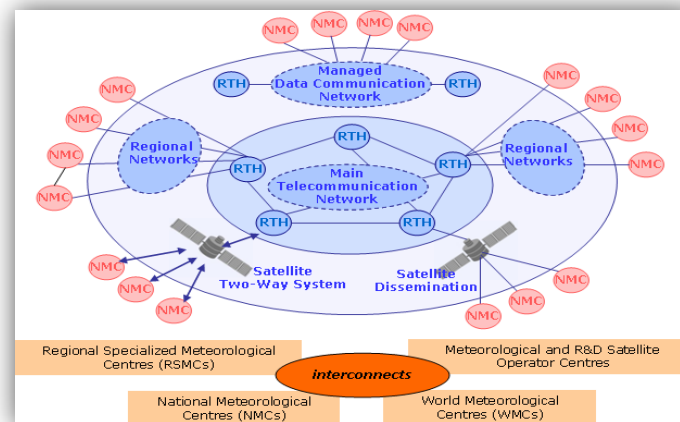 NMC
NMC
NMC
NMC
NMC
NMC
NMC
NMC
NMC
NMC
NMC
NMC
NMC
Managed
Data Communication
Network
RTH
RTH
Regional
Networks
Regional
Networks
RTH
RTH
RTH
Main
Telecommunication
Network
RTH
RTH
Satellite
Two-Way System
Satellite
Dissemination
NMC
NMC
NMC
NMC
NMC
NMC
Regional Specialized Meteorological
Centres (RSMCs)
Meteorological and R&D Satellite
Operator Centres
interconnects
National Meteorological
Centres (NMCs)
World Meteorological
Centres (WMCs)